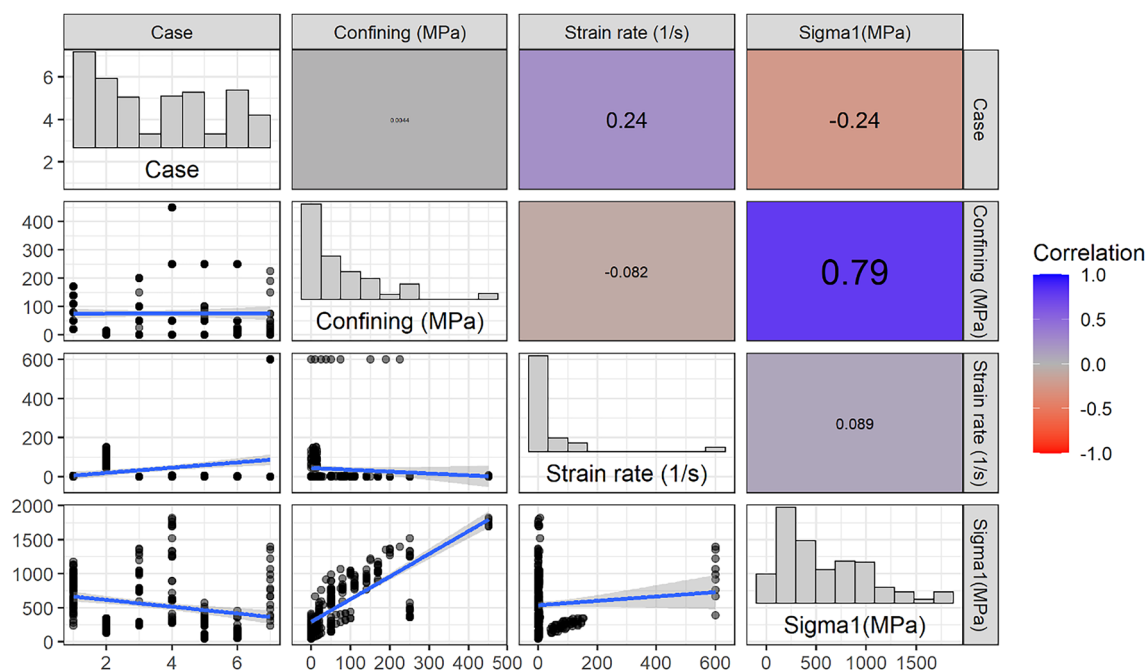 Case Confining (MPa) Strain rate (1/s) Sigma1(MPa)
6
4
2
Case
0.0044
0.24
-0.24
Case
400
300
200
100
0
Confining (MPa)
-0.082
0.79
Confining (MPa)
600
400
200
0
Strain rate (1/s)
0.089
Strain rate (1/s)
2000
1500
1000
500
0
Sigma1(MPa)
Sigma1(MPa)
2 4 6 0 100 200 300 400 500 0 200 400 600 0 500 1000 1500
Correlation
1.0
0.5
0.0
-0.5
-1.0